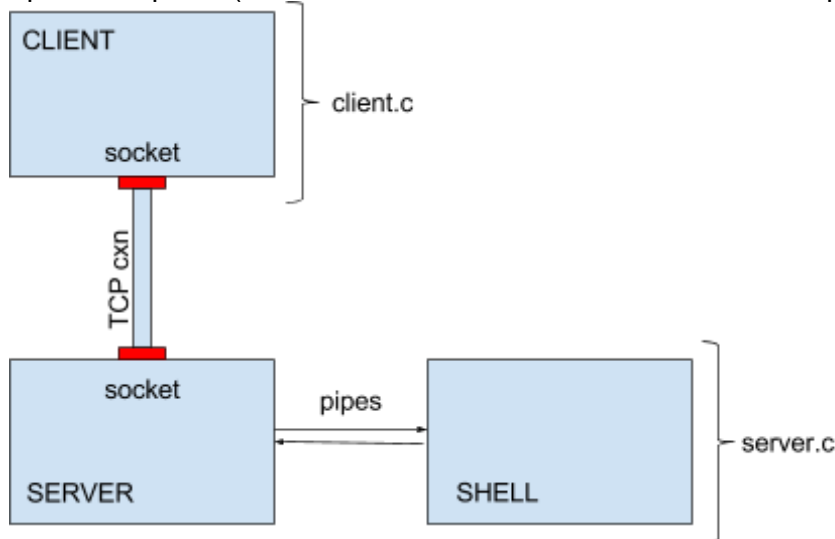 CLIENT
client.c
socket
TCP cxn
socket
pipes
server.c
SERVER
SHELL